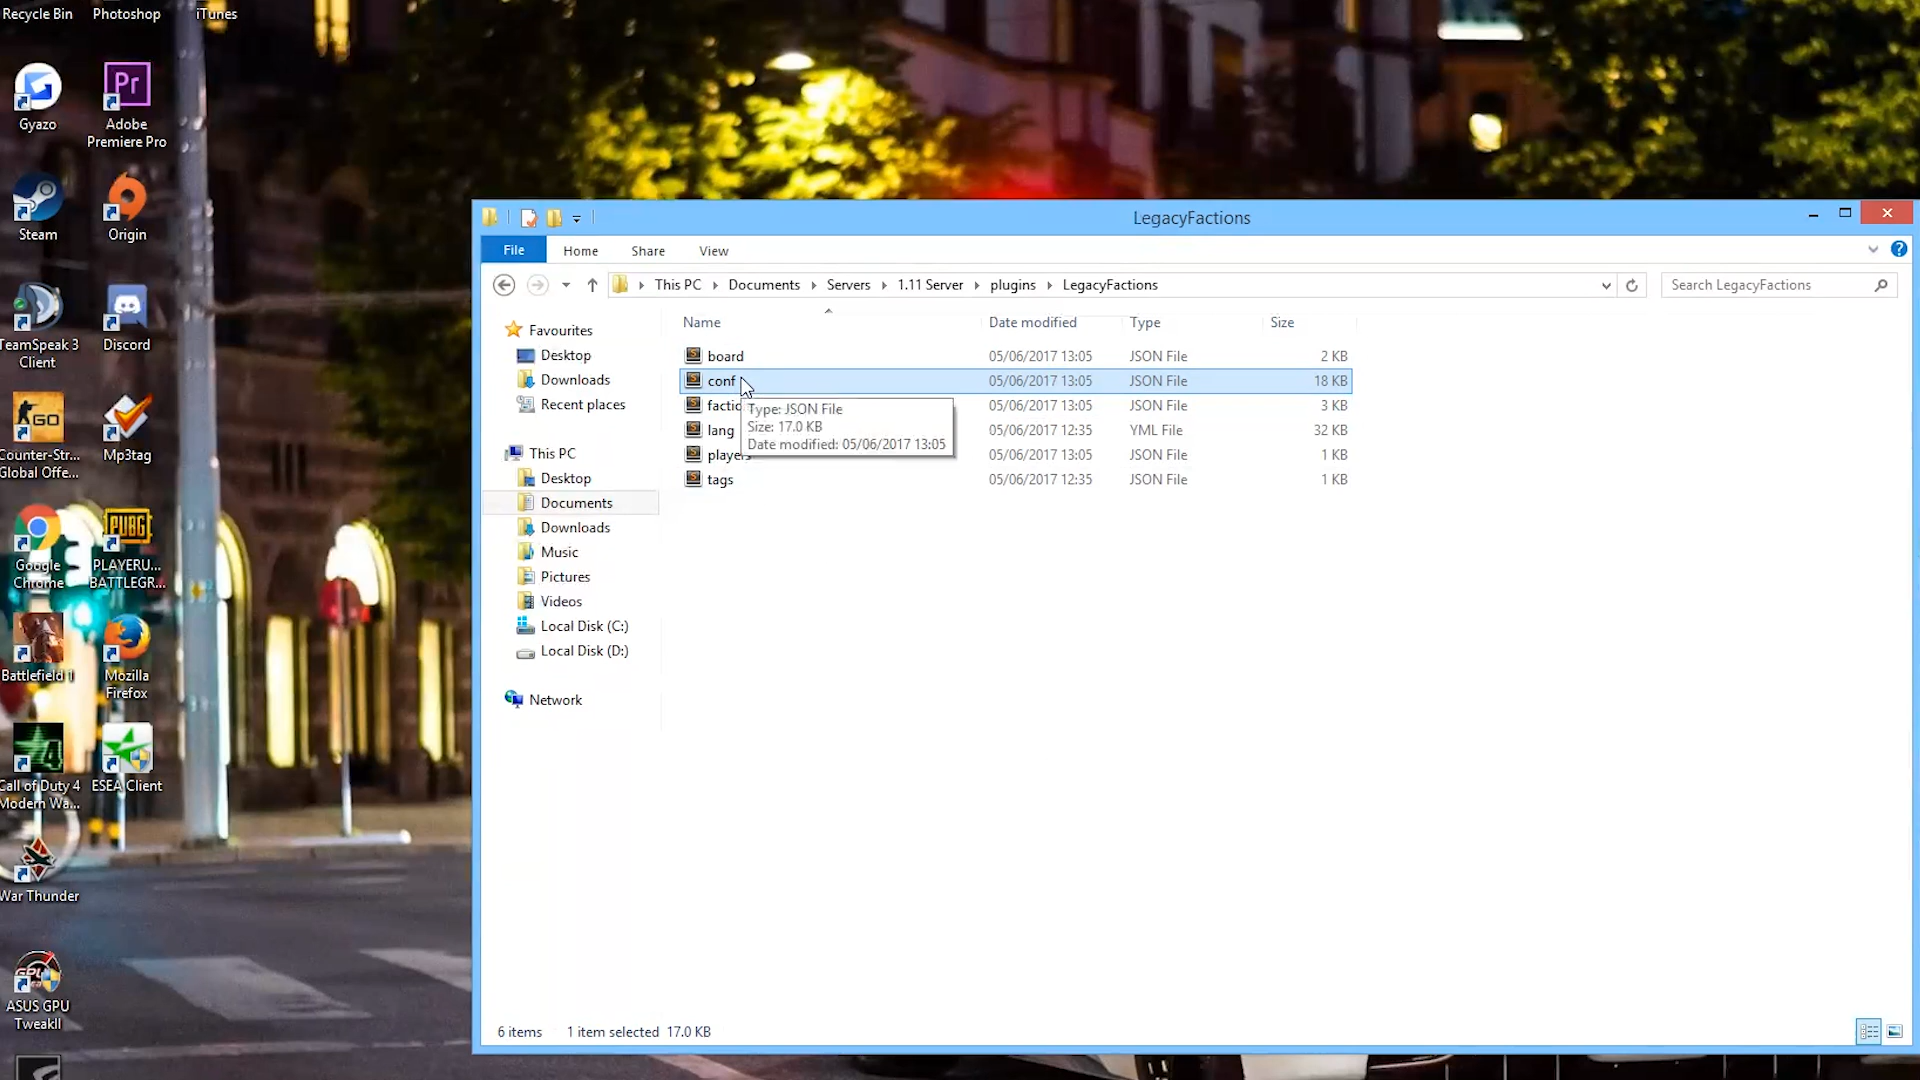 Recycle Bin
Photoshop
iTunes
Gyazo
Pr
Adobe
Premiere Pro
Steam
Origin
TeamSpeak 3
Client
Discord
GO
Counter-Str...
Global Offe...
Mp3tag
Google
Chrome
PUBG
PLAYERU...
BATTLEGR...
Battlefield 1
Mozilla
Firefox
4
Call of Duty 4
Modern Wa...
ESEA Client
War Thunder
GPU
ASUS GPU
TweakII
LegacyFactions
File
Home
Share
View
This PC
Documents
Servers
1.11 Server
plugins
LegacyFactions
Search LegacyFactions
Favourites
Desktop
Downloads
Recent places
This PC
Desktop
Documents
Downloads
Music
Pictures
Videos
Local Disk (C:)
Local Disk (D:)
Network
Name Date modified Type Size
board 05/06/2017 13:05 JSON File 2 KB
conf 05/06/2017 13:05 JSON File 18 KB
factio 05/06/2017 13:05 JSON File 3 KB
lang 05/06/2017 12:35 YML File 32 KB
players 05/06/2017 13:05 JSON File 1 KB
tags 05/06/2017 12:35 JSON File 1 KB
Type: JSON File
Size: 17.0 KB
Date modified: 05/06/2017 13:05
6 items 1 item selected 17.0 KB